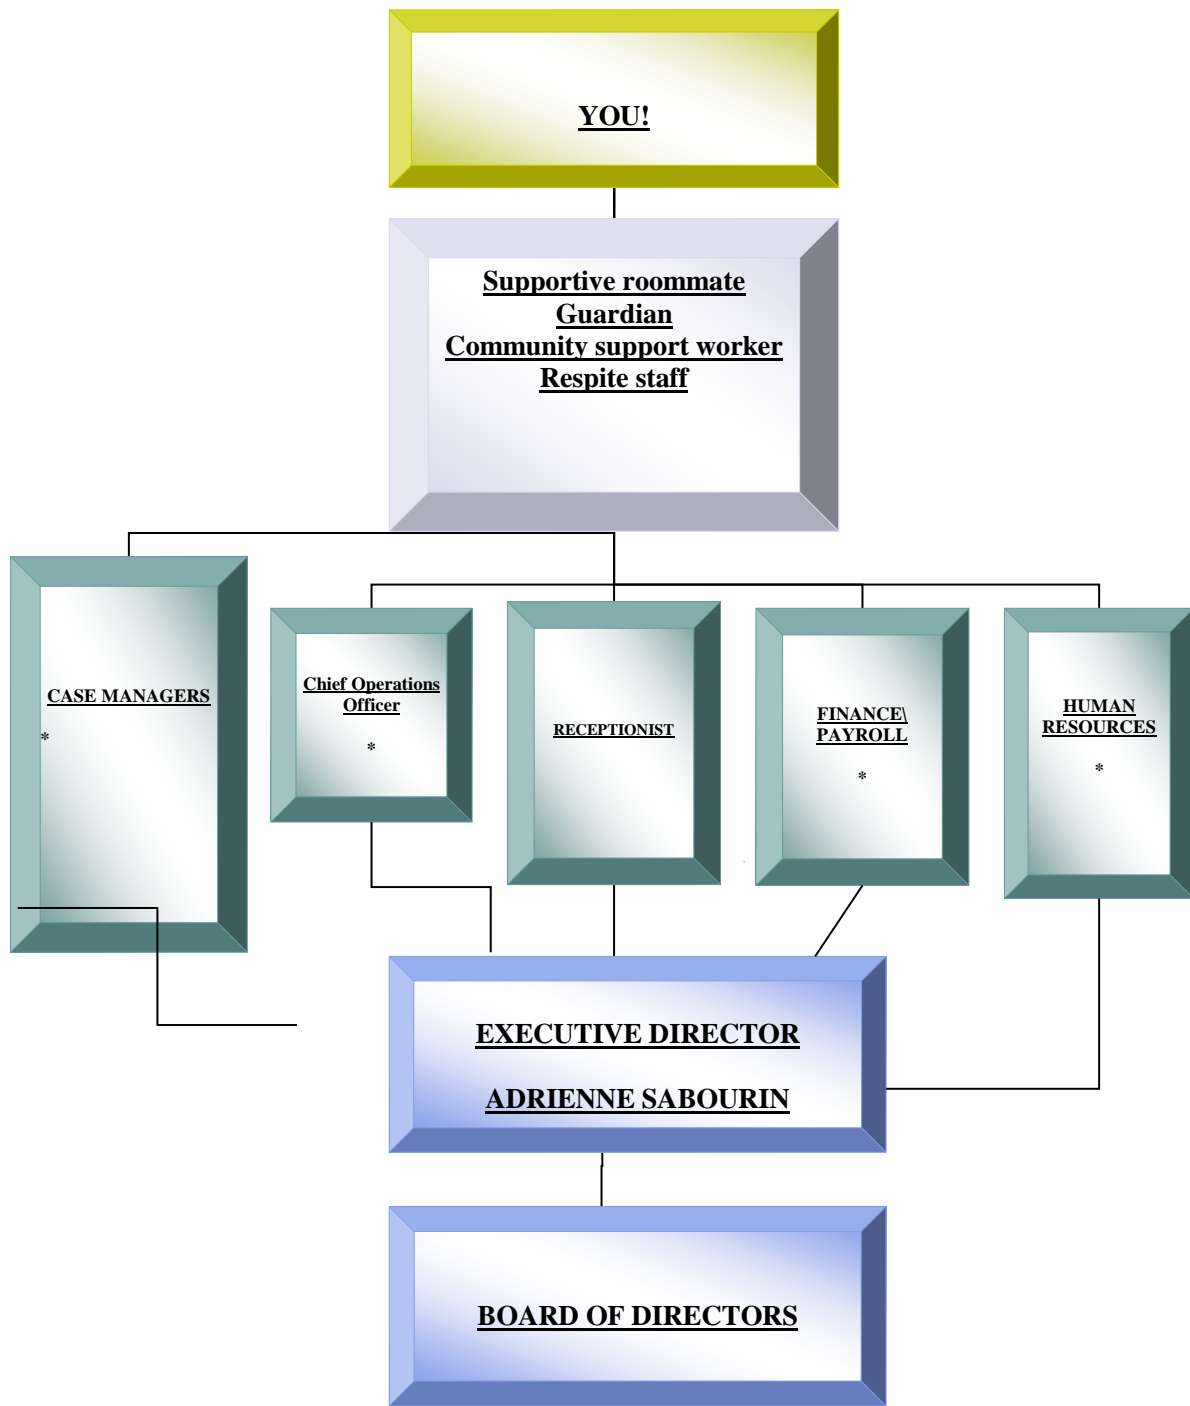 YOU!
Supportive roommate
Guardian
Community support worker
Respite staff
CASE MANAGERS
*
Chief Operations
Officer
*
RECEPTIONIST
FINANCE\
PAYROLL
*
HUMAN
RESOURCES
*
EXECUTIVE DIRECTOR
ADRIENNE SABOURIN
BOARD OF DIRECTORS